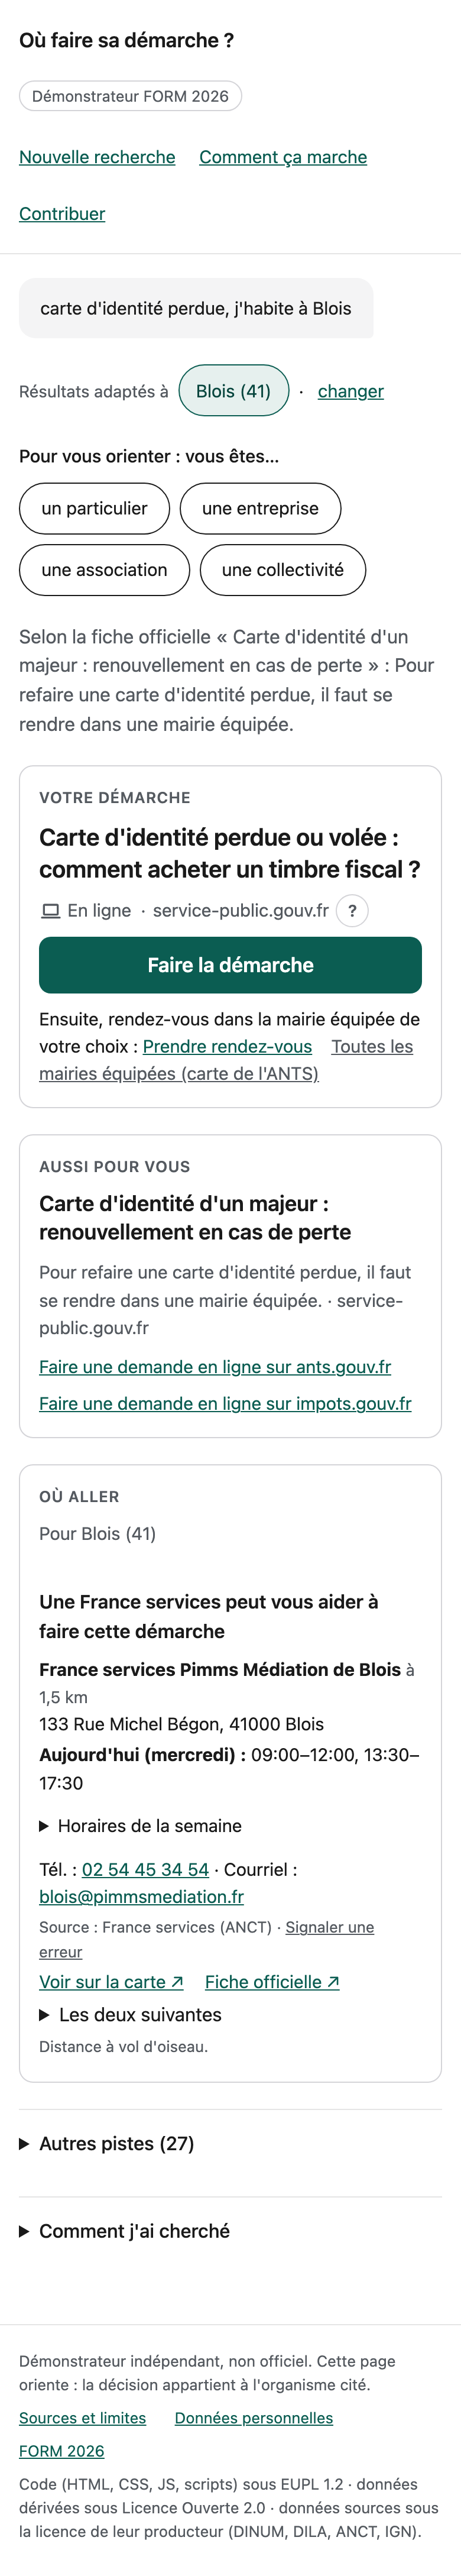 Où faire sa démarche ?
Démonstrateur FORM 2026
Nouvelle recherche Comment ça marche
Contribuer
carte d'identité perdue, j'habite à Blois
Résultats adaptés à Blois (41) · changer
Pour vous orienter : vous êtes...
un particulier une entreprise
une association une collectivité
Selon la fiche officielle « Carte d'identité d'un
majeur : renouvellement en cas de perte » : Pour
refaire une carte d'identité perdue, il faut se
rendre dans une mairie équipée.
VOTRE DÉMARCHE
Carte d'identité perdue ou volée :
comment acheter un timbre fiscal ?
En ligne · service-public.gouv.fr ?
Faire la démarche
Ensuite, rendez-vous dans la mairie équipée de
votre choix : Prendre rendez-vous Toutes les
mairies équipées (carte de l'ANTS)
AUSSI POUR VOUS
Carte d'identité d'un majeur :
renouvellement en cas de perte
Pour refaire une carte d'identité perdue, il faut
se rendre dans une mairie équipée. · service-
public.gouv.fr
Faire une demande en ligne sur ants.gouv.fr
Faire une demande en ligne sur impots.gouv.fr
OÙ ALLER
Pour Blois (41)
Une France services peut vous aider à
faire cette démarche
France services Pimms Médiation de Blois à
1,5 km
133 Rue Michel Bégon, 41000 Blois
Aujourd'hui (mercredi) : 09:00–12:00, 13:30–
17:30
▶ Horaires de la semaine
Tél. : 02 54 45 34 54 · Courriel :
blois@pimmsmediation.fr
Source : France services (ANCT) · Signaler une
erreur
Voir sur la carte ↗ Fiche officielle ↗
▶ Les deux suivantes
Distance à vol d'oiseau.
▶ Autres pistes (27)
▶ Comment j'ai cherché
Démonstrateur indépendant, non officiel. Cette page
oriente : la décision appartient à l'organisme cité.
Sources et limites Données personnelles
FORM 2026
Code (HTML, CSS, JS, scripts) sous EUPL 1.2 · données
dérivées sous Licence Ouverte 2.0 · données sources sous
la licence de leur producteur (DINUM, DILA, ANCT, IGN).